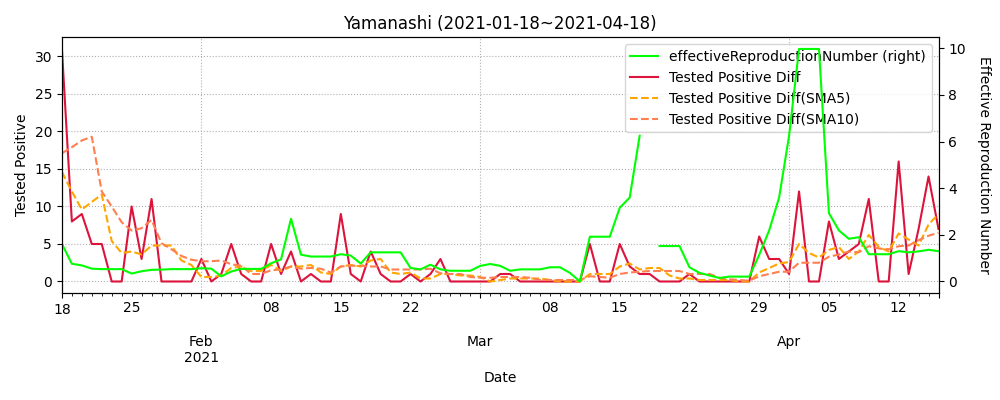 Yamanashi (2021-01-18~2021-04-18)
effectiveReproductionNumber (right)
Tested Positive Diff
Tested Positive Diff(SMA5)
Tested Positive Diff(SMA10)
Tested Positive
30
25
20
15
10
5
0
Effective Reproduction Number
10
8
6
4
2
0
18 25 08 15 22 08 15 22 29 05 12
Feb Mar Apr
2021
Date